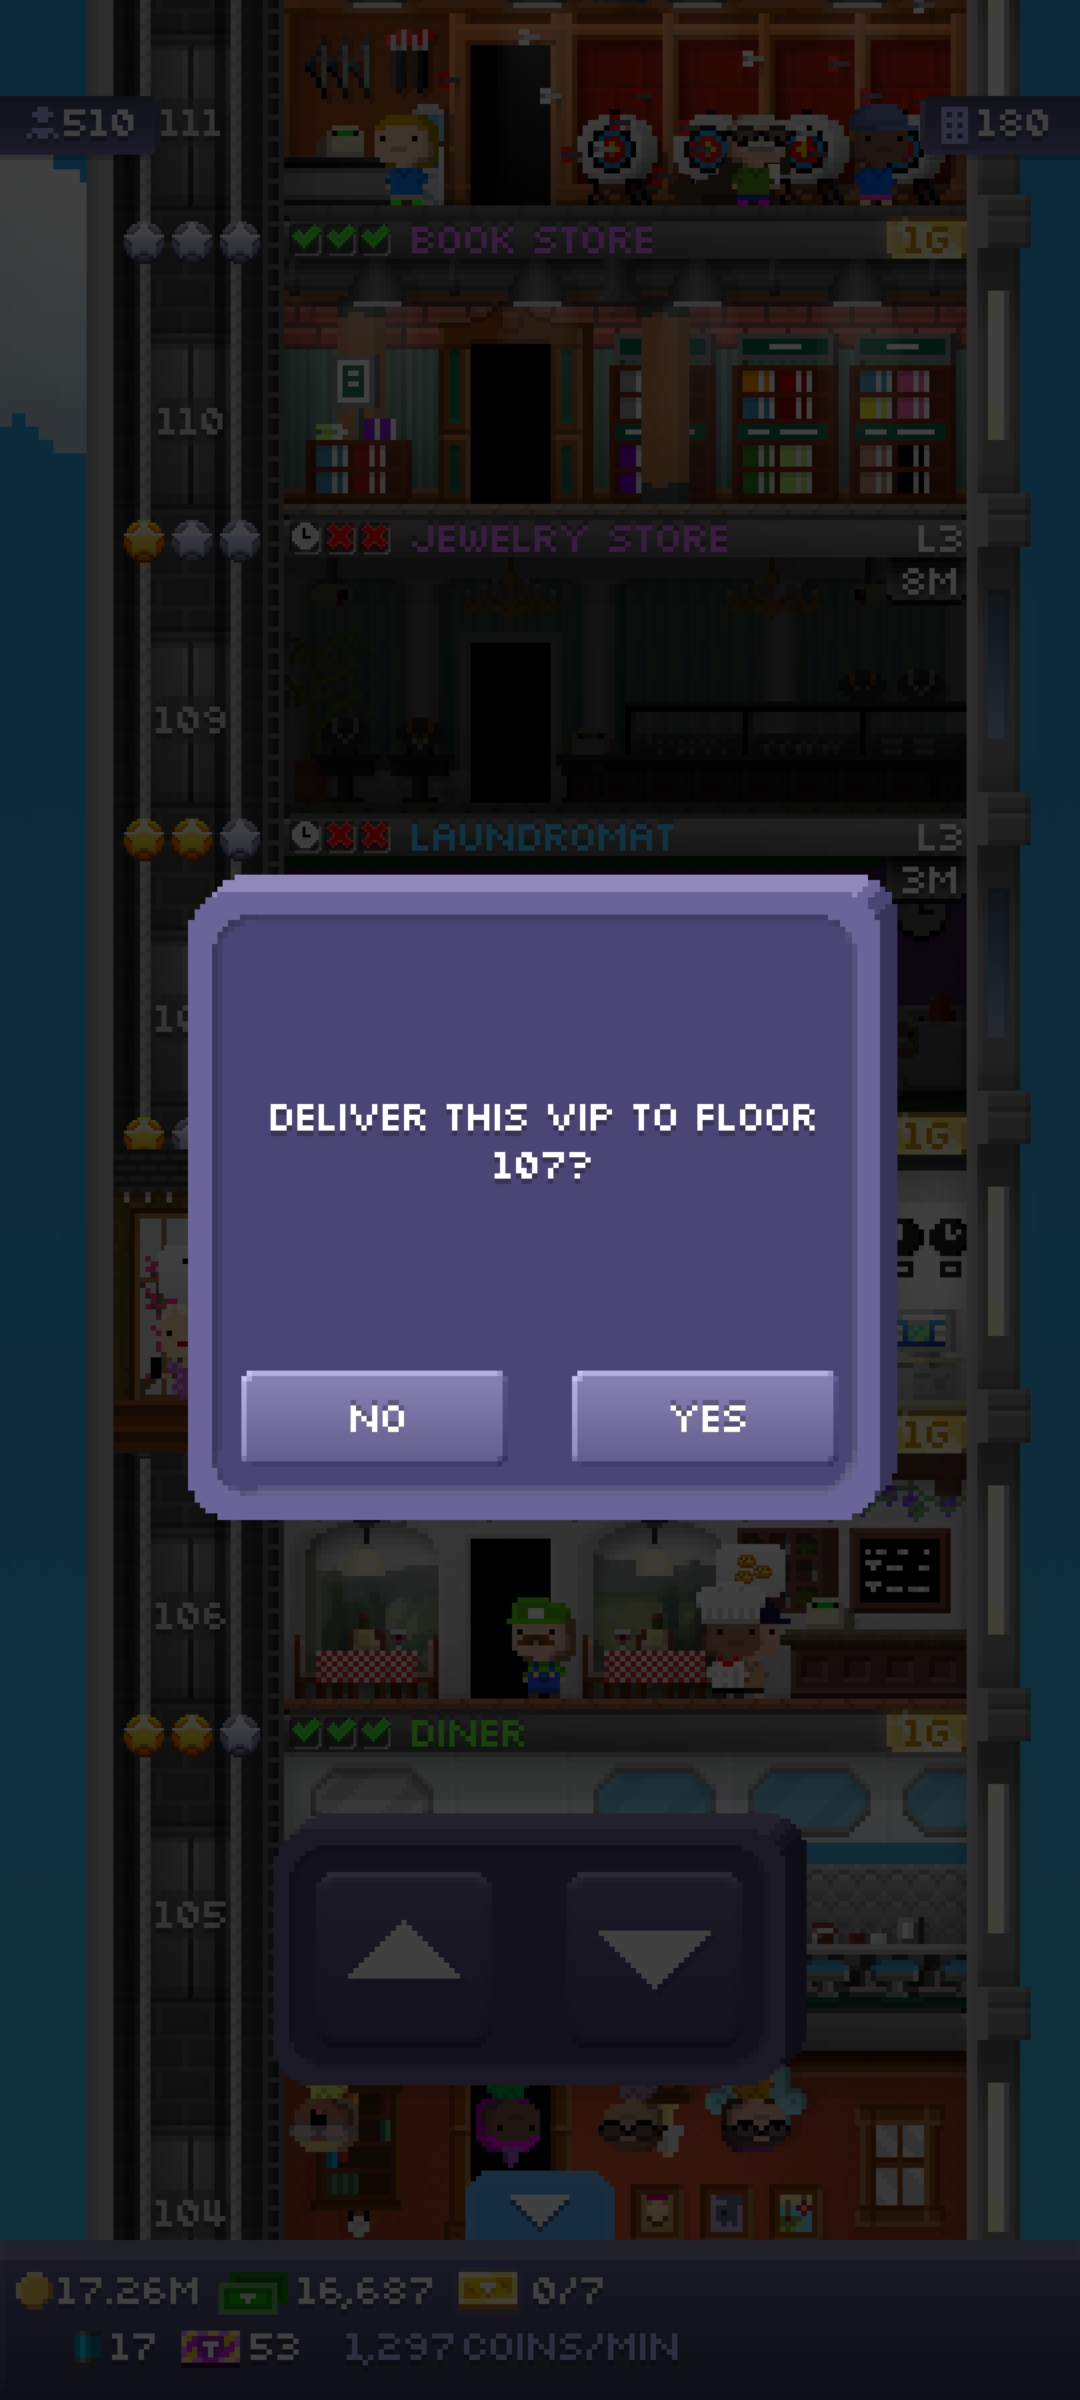 510
111
180
BOOK STORE
1G
110
JEWELRY STORE
L3
8M
109
LAUNDROMAT
L3
3M
1G
DELIVER THIS VIP TO FLOOR
107?
NO
YES
1G
106
DINER
1G
105
104
17.26M
16,687
0/7
17
T
53
1,297 COINS/MIN